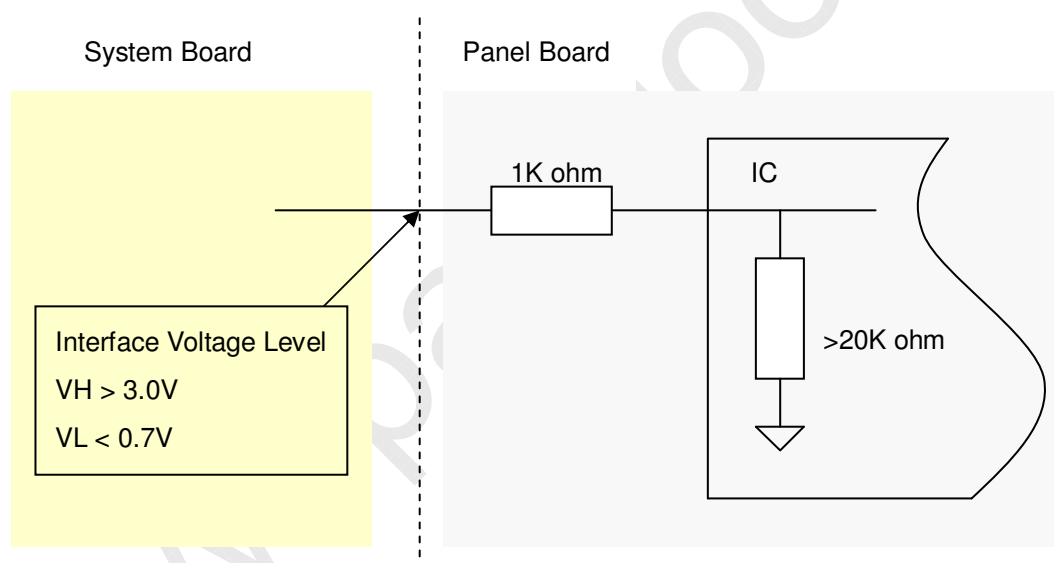 System Board
Panel Board
1K ohm
IC
Interface Voltage Level
VH > 3.0V
VL < 0.7V
>20K ohm